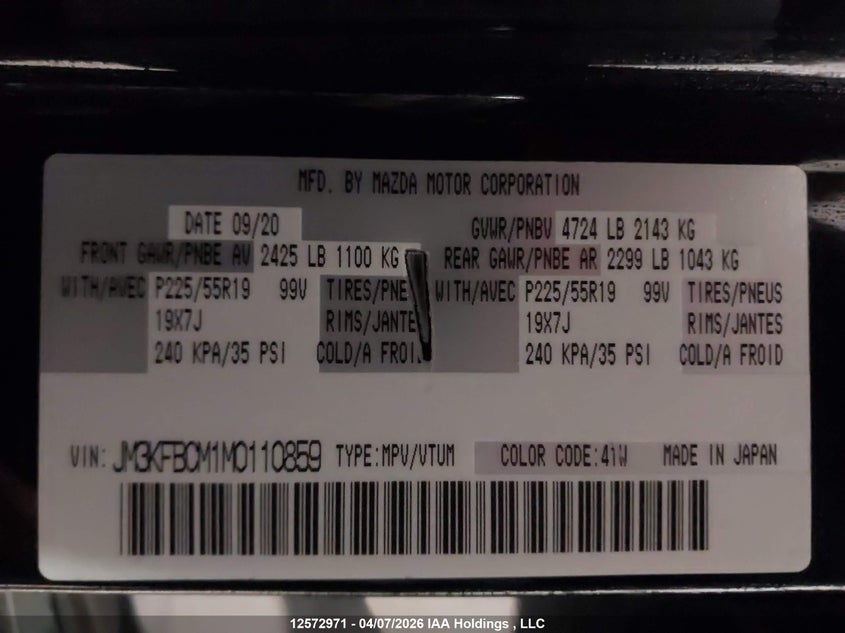 MFD. BY MAZDA MOTOR CORPORATION
DATE 09/20 GVWR/PNBV 4724 LB 2143 KG
FRONT GAWR/PNBE AV 2425 LB 1100 KG REAR GAWR/PNBE AR 2299 LB 1043 KG
WITH/AVEC P225/55R19 99V TIRES/PNEU WITH/AVEC P225/55R19 99V TIRES/PNEUS
19X7J RIMS/JANTE 19X7J RIMS/JANTES
240 KPA/35 PSI COLD/A FROID 240 KPA/35 PSI COLD/A FROID
VIN: JM3KFBCM1M0110859 TYPE:MPV/VTUM COLOR CODE:41W MADE IN JAPAN
12572971 - 04/07/2026 IAA Holdings , LLC